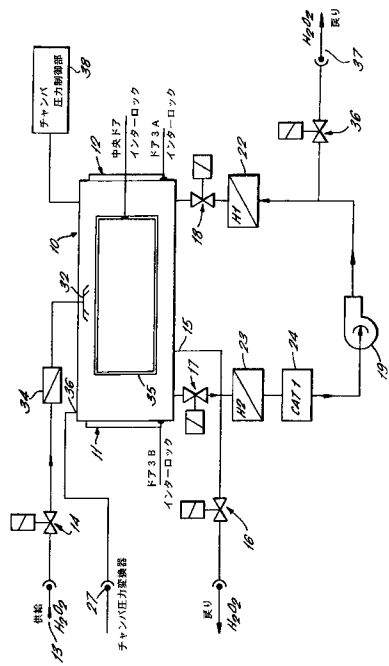 H₂O₂
戻り
37
36
38
チャンバ
圧力制御部
中央ドア
インターロック
ドア3A
インターロック
12
10
22
H1
18
32
15
35
19
34
36
17
23
H2
24
CAT 1
11
ドア3B
インターロック
14
16
供給
H₂O₂
13
27
チャンバ圧力変換器
戻り
H₂O₂